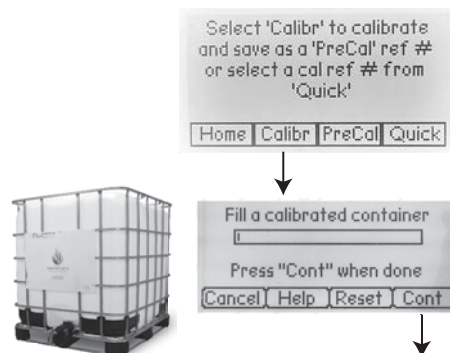 Select 'Calibr' to calibrate
and save as a 'PreCal' ref #
or select a cal ref # from
'Quick'
Home Calibr PreCal Quick
Fill a calibrated container
Press "Cont" when done
Cancel Help Reset Cont